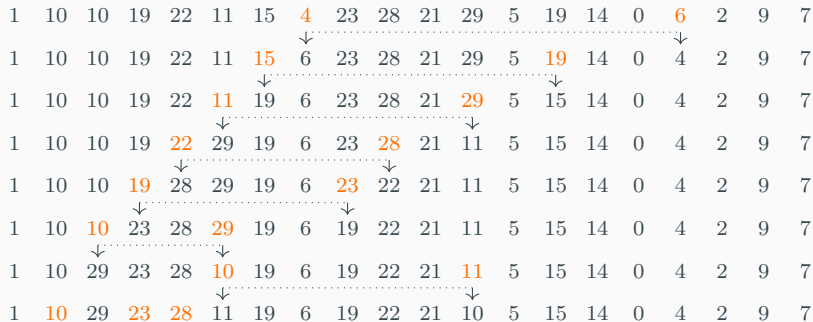 1 10 10 19 22 11 15 4 23 28 21 29 5 19 14 0 6 2 9 7
1 10 10 19 22 11 15 6 23 28 21 29 5 19 14 0 4 2 9 7
1 10 10 19 22 11 19 6 23 28 21 29 5 15 14 0 4 2 9 7
1 10 10 19 22 29 19 6 23 28 21 11 5 15 14 0 4 2 9 7
1 10 10 19 28 29 19 6 23 22 21 11 5 15 14 0 4 2 9 7
1 10 10 23 28 29 19 6 19 22 21 11 5 15 14 0 4 2 9 7
1 10 29 23 28 10 19 6 19 22 21 11 5 15 14 0 4 2 9 7
1 10 29 23 28 11 19 6 19 22 21 10 5 15 14 0 4 2 9 7